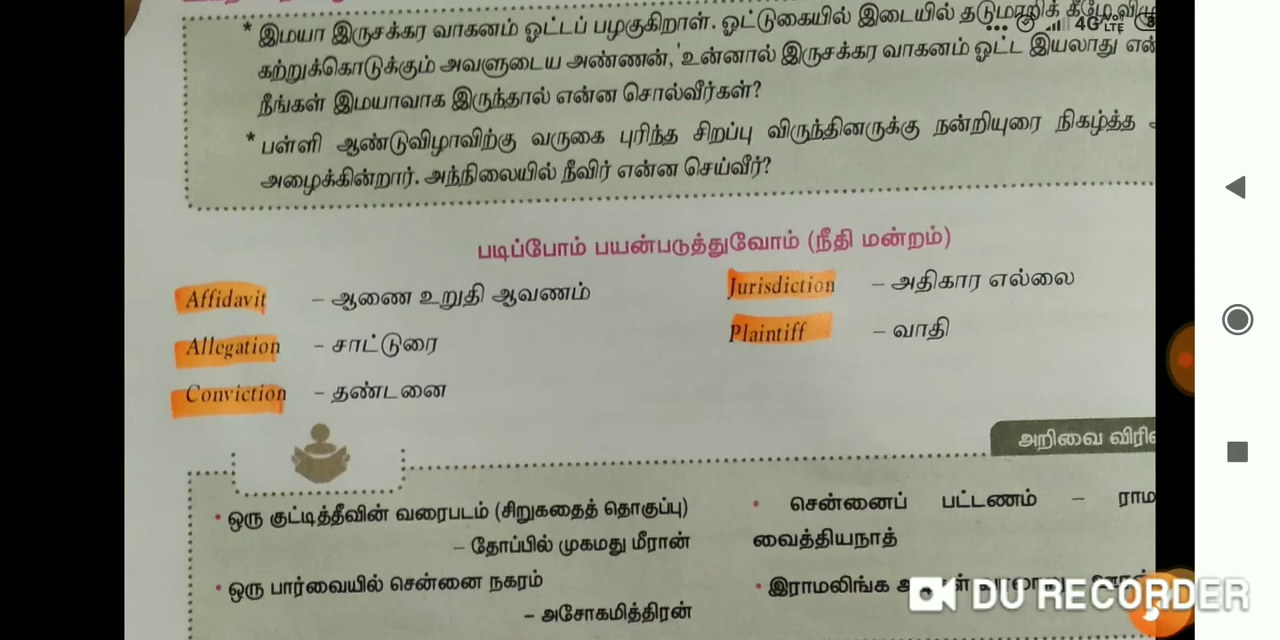 * இமயா இருசக்கர வாகனம் ஓட்டப் பழகுகிறாள். ஓட்டுகையில் இடையில் தடுமாறிக் கீழே
4G LTE
கற்றுக்கொடுக்கும் அவளுடைய அண்ணன், 'உன்னால் இருசக்கர வாகனம் ஓட்ட இயலாது
நீங்கள் இமயாவாக இருந்தால் என்ன சொல்வீர்கள்?
* பள்ளி ஆண்டுவிழாவிற்கு வருகை புரிந்த சிறப்பு விருந்தினருக்கு நன்றியுரை நிகழ்த்த
அழைக்கின்றார். அந்நிலையில் நீவிர் என்ன செய்வீர்?
படிப்போம் பயன்படுத்துவோம் (நீதி மன்றம்)
Affidavit – ஆணை உறுதி ஆவணம்
Jurisdiction – அதிகார எல்லை
Allegation – சாட்டுரை
Plaintiff – வாதி
Conviction – தண்டனை
அறிவை
• ஒரு குட்டித்தீவின் வரைபடம் (சிறுகதைத் தொகுப்பு)
– தோப்பில் முகமது மீரான்
• ஒரு பார்வையில் சென்னை நகரம்
– அசோகமித்திரன்
• சென்னைப் பட்டணம் –
வைத்தியநாத்
• இராமலிங்க
DU RECORDER